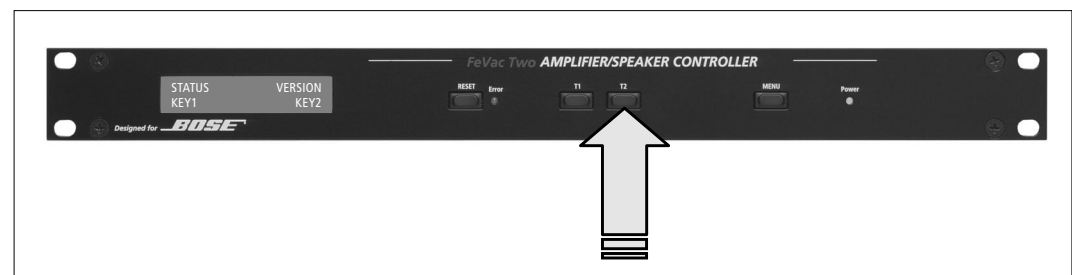 FeVac Two AMPLIFIER/SPEAKER CONTROLLER
STATUS VERSION
KEY1 KEY2
RESET Error T1 T2 MENU Power
Designed for BOSE